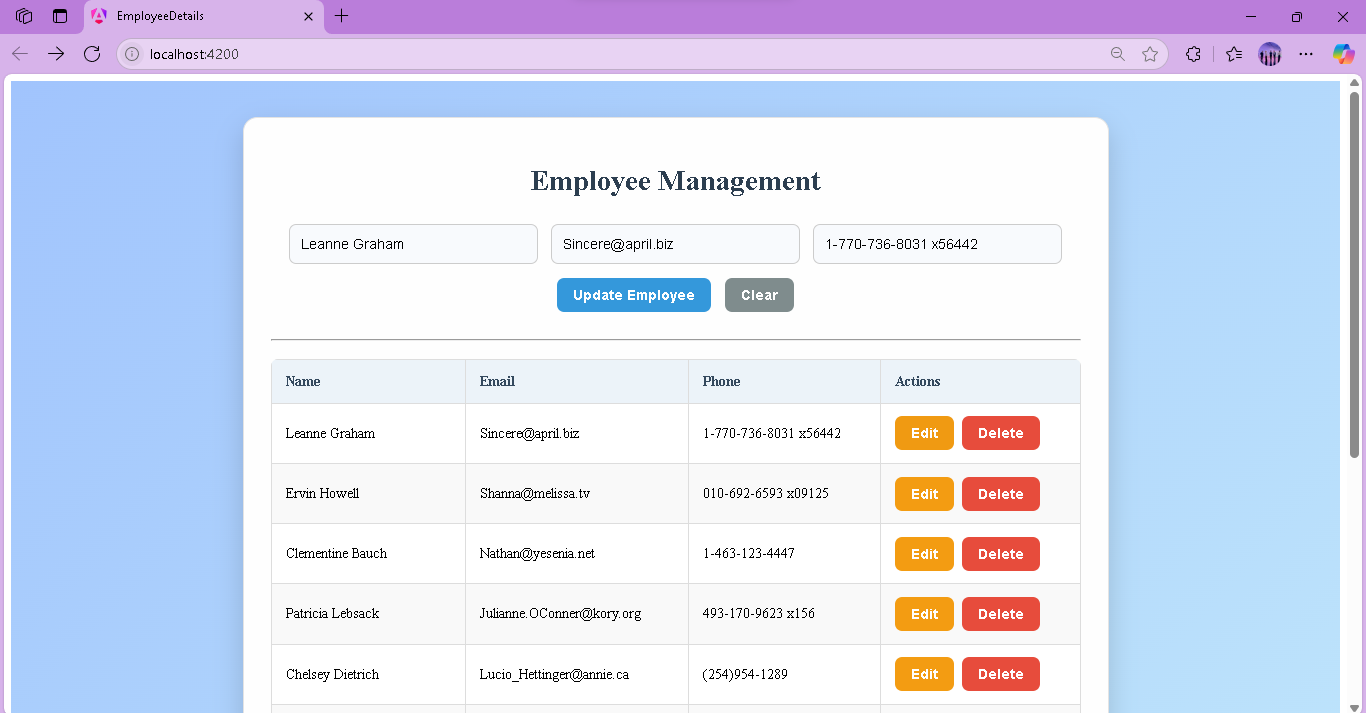 EmployeeDetails
localhost:4200
Employee Management
Leanne Graham Sincere@april.biz 1-770-736-8031 x56442
Update Employee Clear
Name Email Phone Actions
Leanne Graham Sincere@april.biz 1-770-736-8031 x56442 Edit Delete
Ervin Howell Shanna@melissa.tv 010-692-6593 x09125 Edit Delete
Clementine Bauch Nathan@yesenia.net 1-463-123-4447 Edit Delete
Patricia Lebsack Julianne.OConner@kory.org 493-170-9623 x156 Edit Delete
Chelsey Dietrich Lucio_Hettinger@annie.ca (254)954-1289 Edit Delete